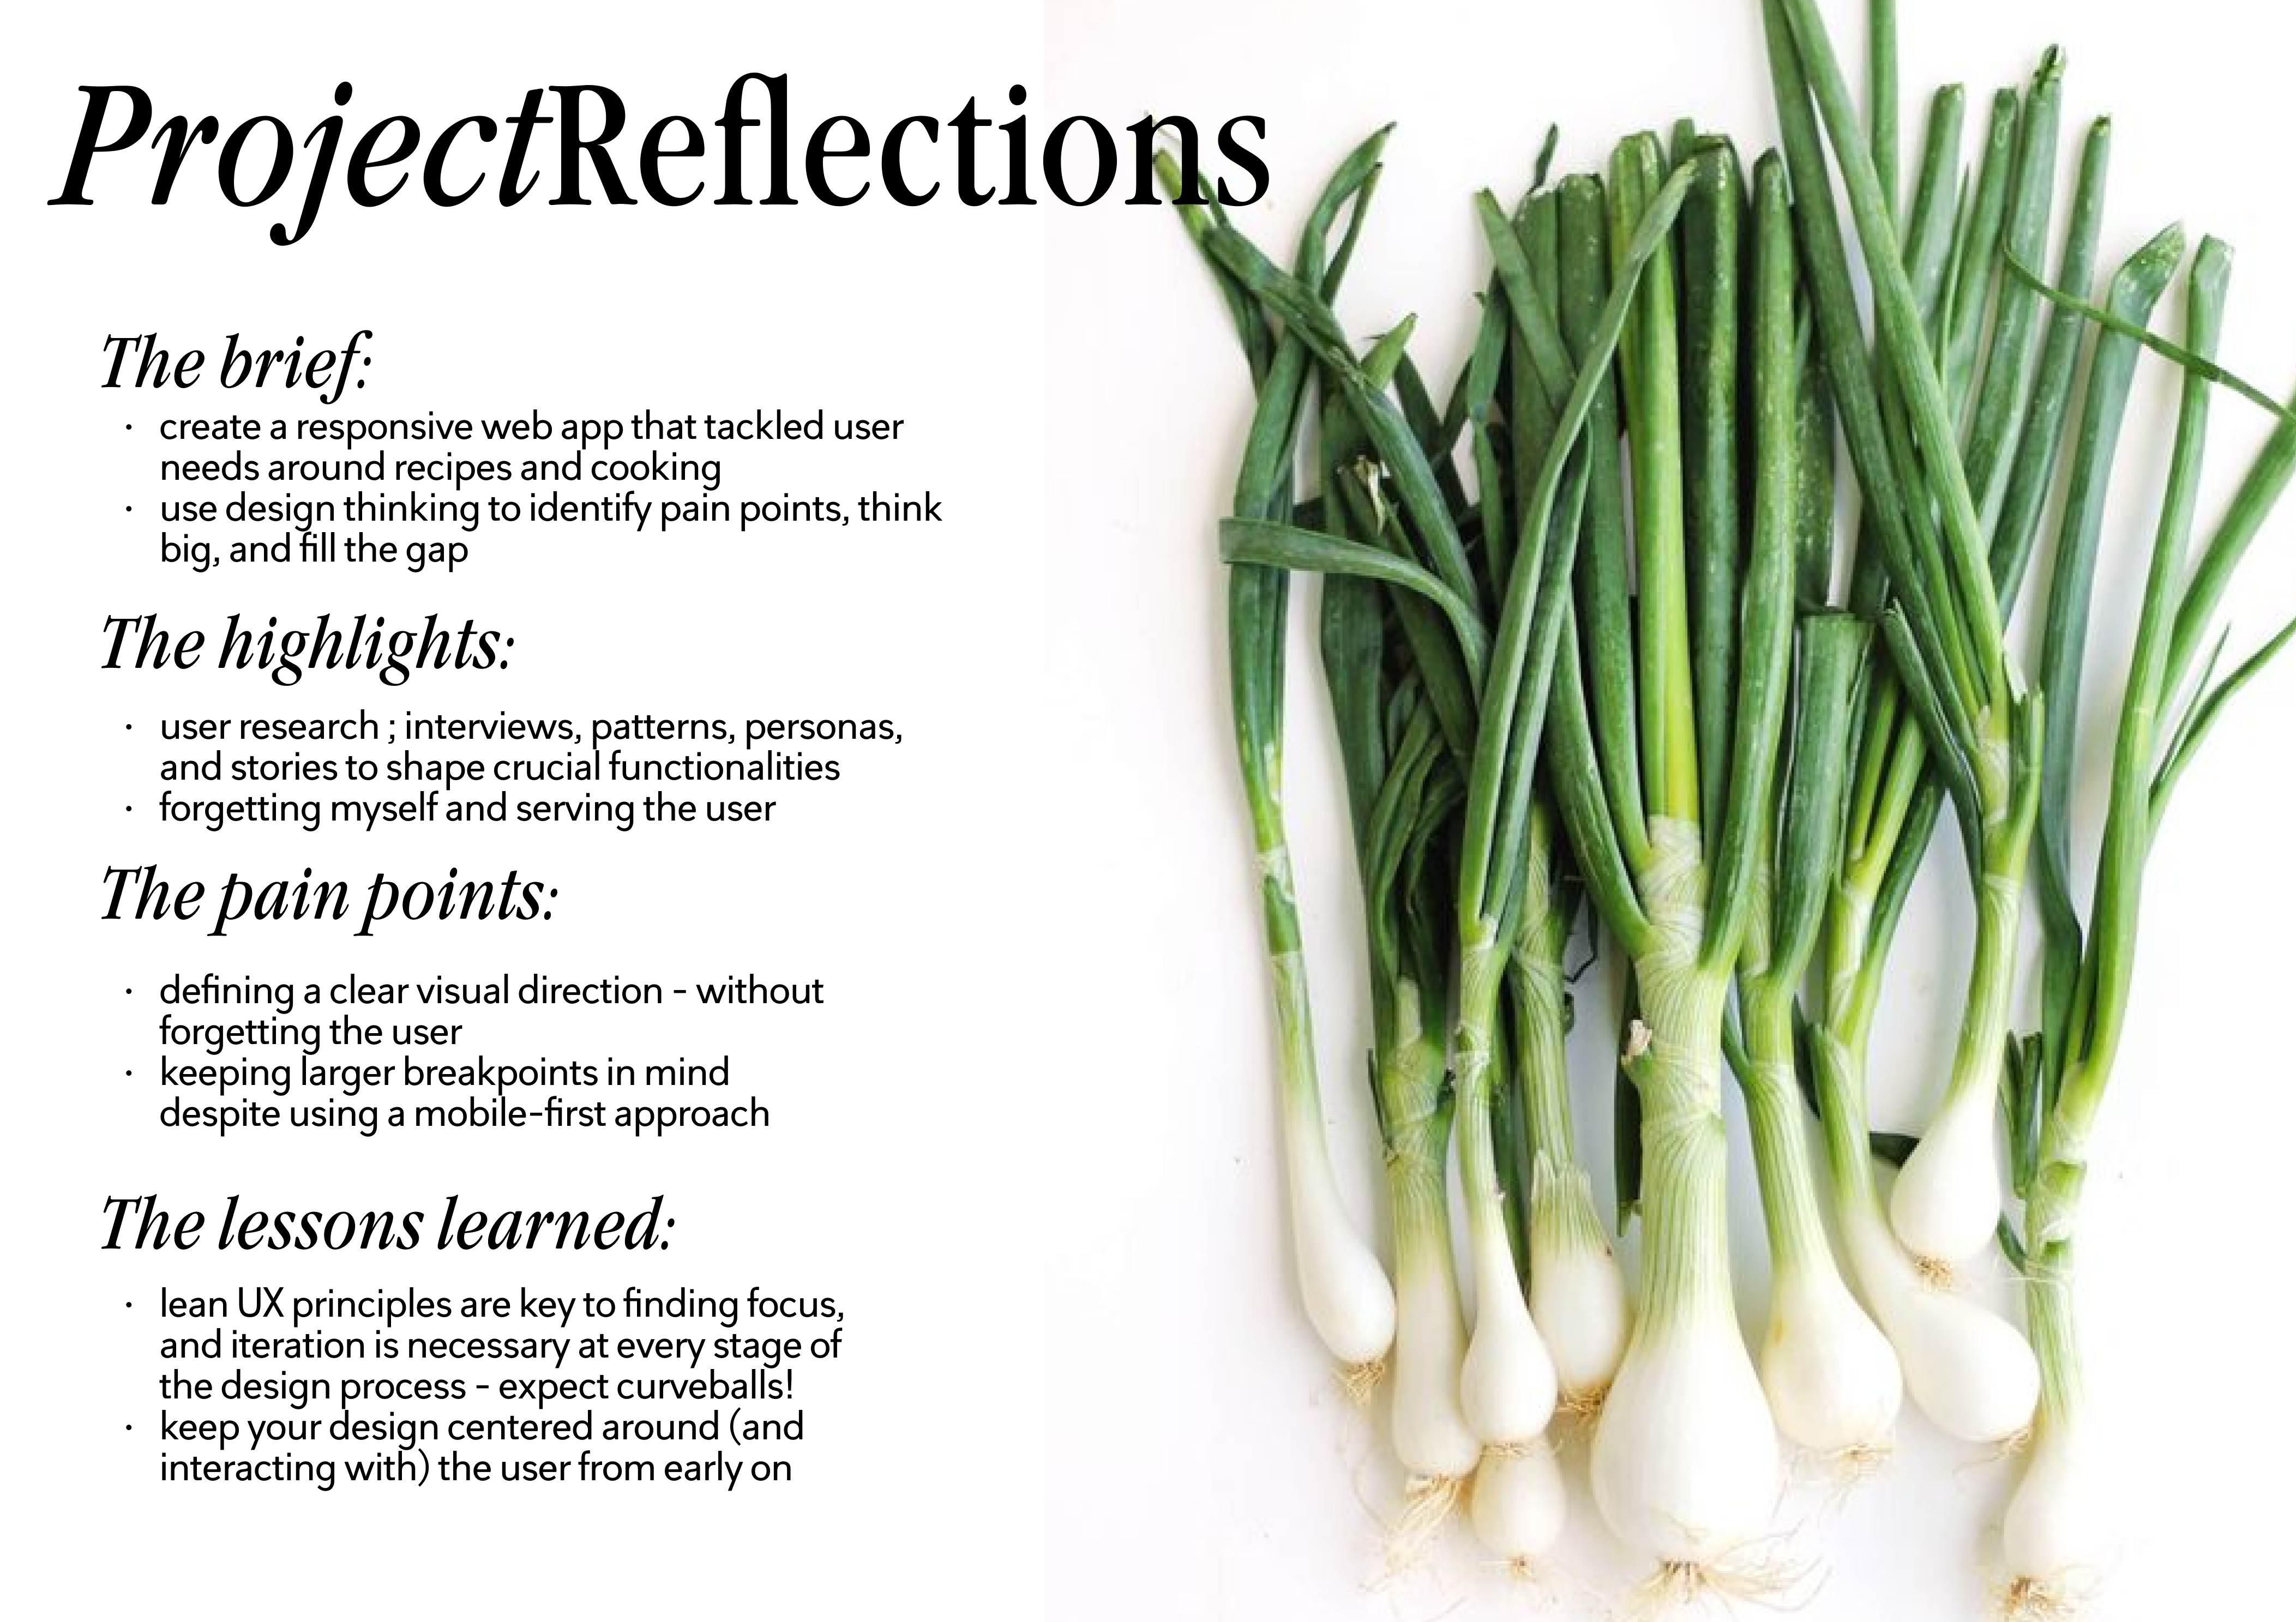 ProjectReflections
The brief:
· create a responsive web app that tackled user
needs around recipes and cooking
· use design thinking to identify pain points, think
big, and fill the gap
The highlights:
· user research ; interviews, patterns, personas,
and stories to shape crucial functionalities
· forgetting myself and serving the user
The pain points:
· defining a clear visual direction - without
forgetting the user
· keeping larger breakpoints in mind
despite using a mobile-first approach
The lessons learned:
· lean UX principles are key to finding focus,
and iteration is necessary at every stage of
the design process - expect curveballs!
· keep your design centered around (and
interacting with) the user from early on